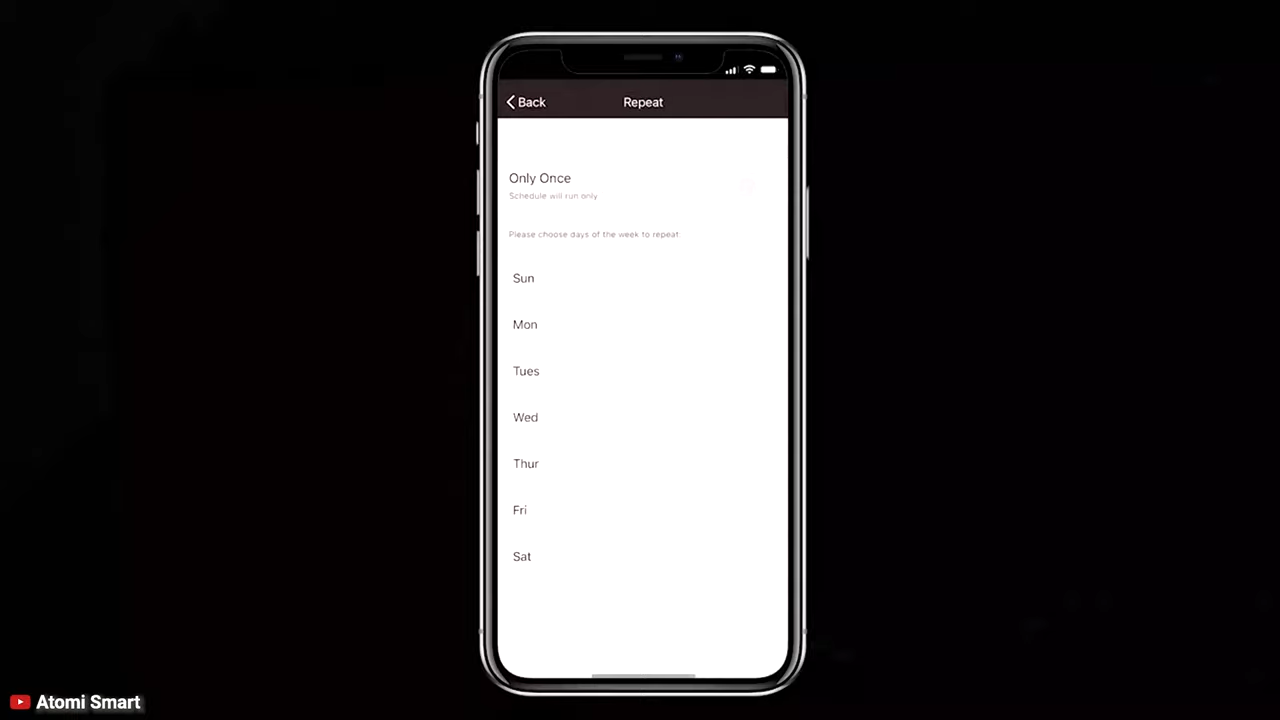 Back
Repeat
Only Once
Schedule will run only
Please choose days of the week to repeat.
Sun
Mon
Tues
Wed
Thur
Fri
Sat
Atomi Smart